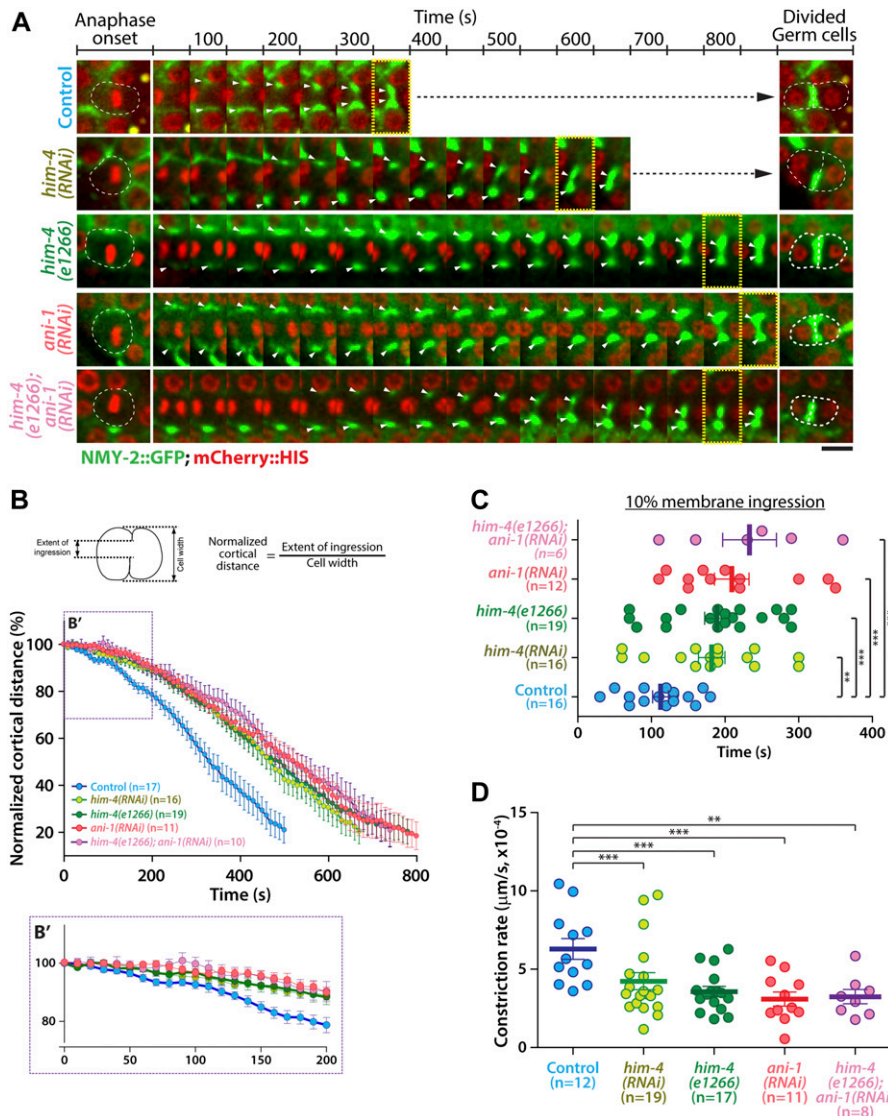 A
Anaphase
onset
Time (s)
Divided
Germ cells
100 200 300 400 500 600 700 800
Control
him-4
(RNAi)
him-4
(e1266)
ani-1
(RNAi)
him-4
(e1266);
ani-1
(RNAi)
NMY-2::GFP; mCherry::HIS
B
Extent of
ingression
Cell width
Normalized
cortical
distance
=
Extent of ingression
Cell width
B'
Normalized cortical distance (%)
100
80
60
40
20
Control (n=17)
him-4(RNAi) (n=16)
him-4(e1266) (n=19)
ani-1(RNAi) (n=11)
him-4(e1266); ani-1(RNAi) (n=10)
0 200 400 600 800
Time (s)
B'
100
80
0 50 100 150 200
C
10% membrane ingression
him-4(e1266);
ani-1(RNAi)
(n=6)
ani-1(RNAi)
(n=12)
him-4(e1266)
(n=19)
him-4(RNAi)
(n=16)
Control
(n=16)
**
***
***
0 100 200 300 400
Time (s)
D
Constriction rate (μm/s, x10-4)
15
10
5
0
**
***
***
***
Control
(n=12)
him-4
(RNAi)
(n=19)
him-4
(e1266)
(n=17)
ani-1
(RNAi)
(n=11)
him-4
(e1266);
ani-1(RNAi
(n=8)